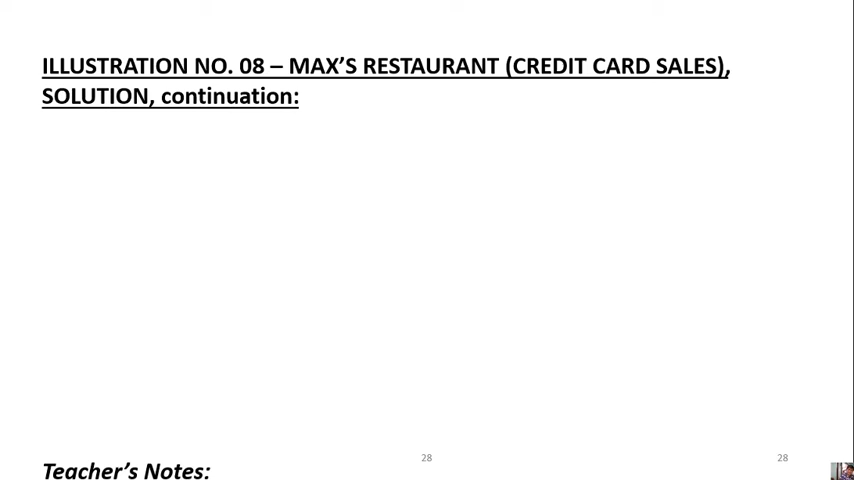 ILLUSTRATION NO. 08 – MAX’S RESTAURANT (CREDIT CARD SALES),
SOLUTION, continuation:
28
28
Teacher’s Notes: